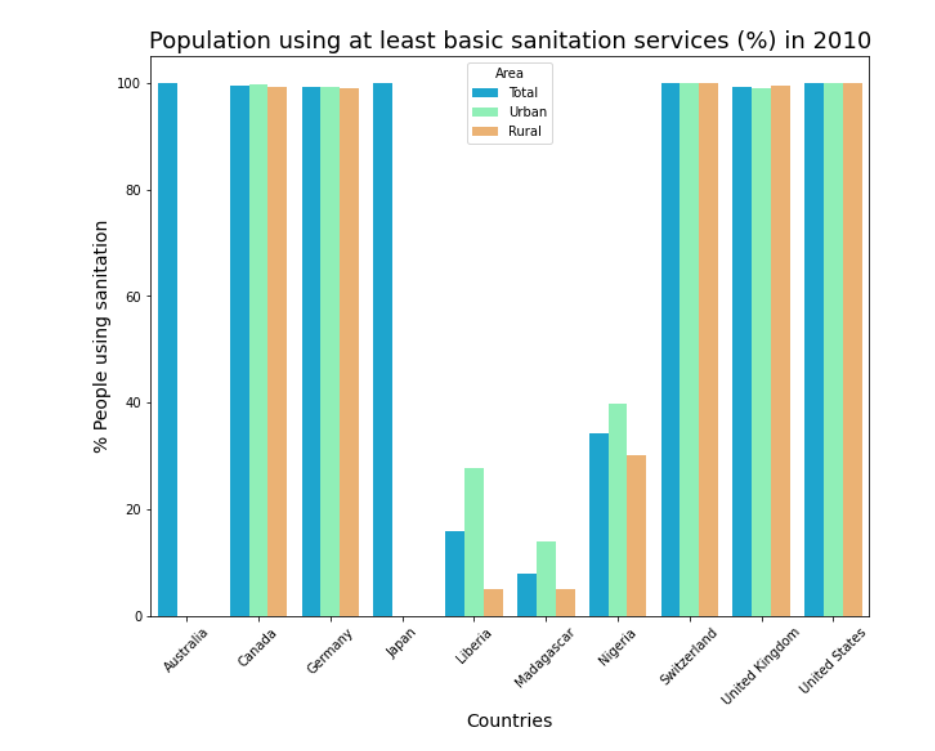 Population using at least basic sanitation services (%) in 2010
Area
Total
Urban
Rural
% People using sanitation
100
80
60
40
20
0
Australia
Canada
Germany
Japan
Liberia
Madagascar
Nigeria
Switzerland
United Kingdom
United States
Countries